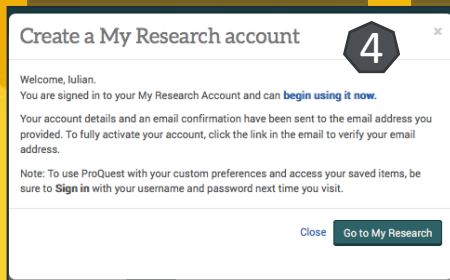 Create a My Research account
4
×
Welcome, Iulian.
You are signed in to your My Research Account and can begin using it now.
Your account details and an email confirmation have been sent to the email address you
provided. To fully activate your account, click the link in the email to verify your email
address.
Note: To use ProQuest with your custom preferences and access your saved items, be
sure to Sign in with your username and password next time you visit.
Close Go to My Research